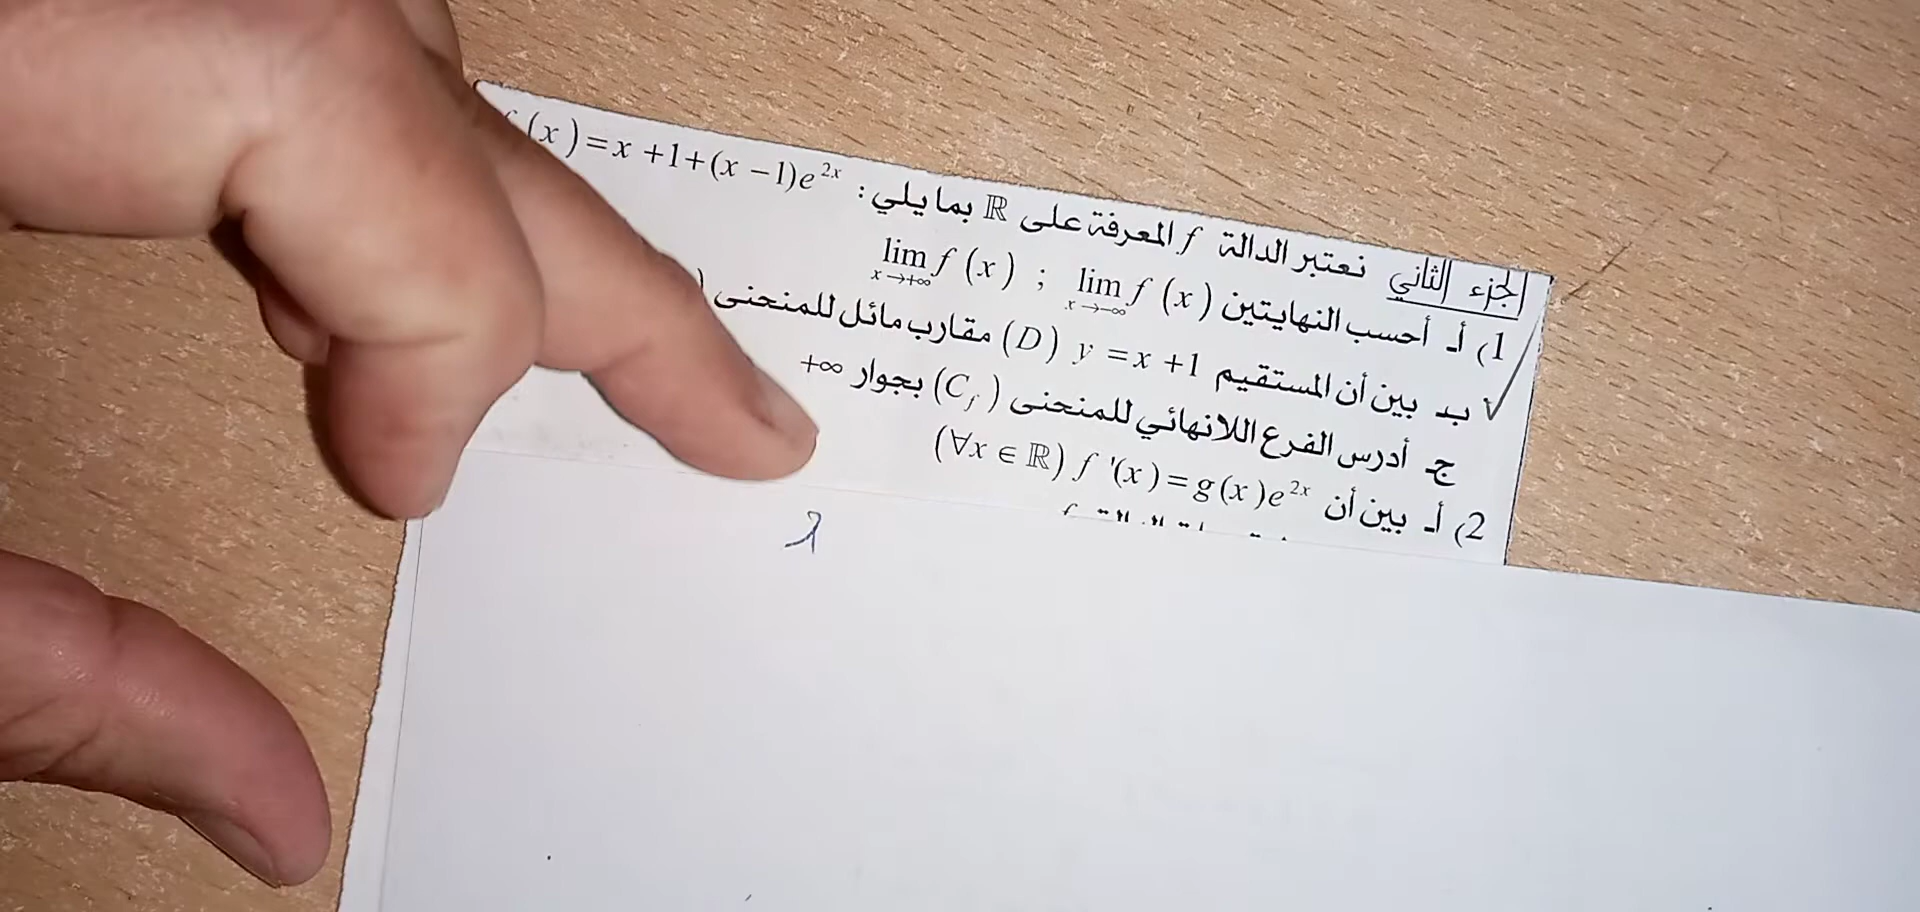 الجزء الثاني نعتبر الدالة f المعرفة على ℝ بما يلي : (x)=x+1+(x−1)e^{2x}
1) أ ـ أحسب النهايتين lim_{x→−∞} f(x) ; lim_{x→+∞} f(x)
ب ـ بين أن المستقيم y=x+1 (D) مقارب مائل للمنحنى (
ج ـ أدرس الفرع اللانهائي للمنحنى (C_f) بجوار +∞
2) أ ـ بين أن f'(x)=g(x)e^{2x} (∀x∈ℝ)